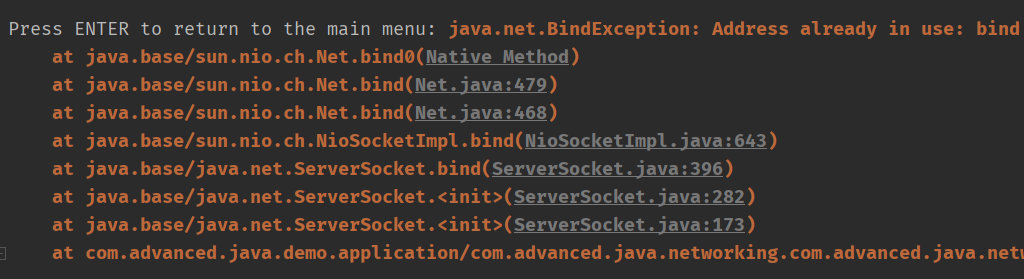 Press ENTER to return to the main menu: java.net.BindException: Address already in use: bind
at java.base/sun.nio.ch.Net.bind0(Native Method)
at java.base/sun.nio.ch.Net.bind(Net.java:479)
at java.base/sun.nio.ch.Net.bind(Net.java:468)
at java.base/sun.nio.ch.NioSocketImpl.bind(NioSocketImpl.java:643)
at java.base/java.net.ServerSocket.bind(ServerSocket.java:396)
at java.base/java.net.ServerSocket.<init>(ServerSocket.java:282)
at java.base/java.net.ServerSocket.<init>(ServerSocket.java:173)
at com.advanced.java.demo.application/com.advanced.java.networking.com.advanced.java.net